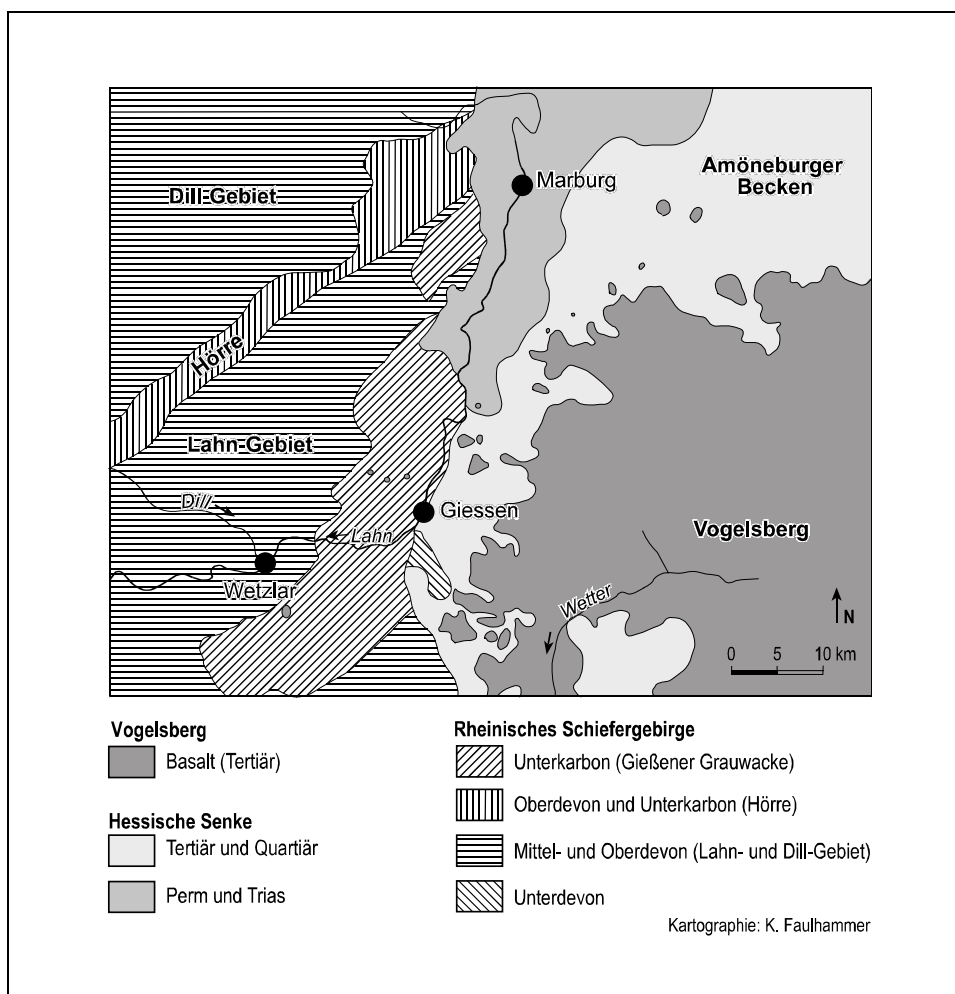 Amöneburger
Becken
Marburg
Dill-Gebiet
Hörre
Lahn-Gebiet
Dill
Giessen
Lahn
Vogelsberg
Wetzlar
Wetter
N
0 5 10 km
Vogelsberg
Basalt (Tertiär)
Hessische Senke
Tertiär und Quartiär
Perm und Trias
Rheinisches Schiefergebirge
Unterkarbon (Gießener Grauwacke)
Oberdevon und Unterkarbon (Hörre)
Mittel- und Oberdevon (Lahn- und Dill-Gebiet)
Unterdevon
Kartographie: K. Faulhammer